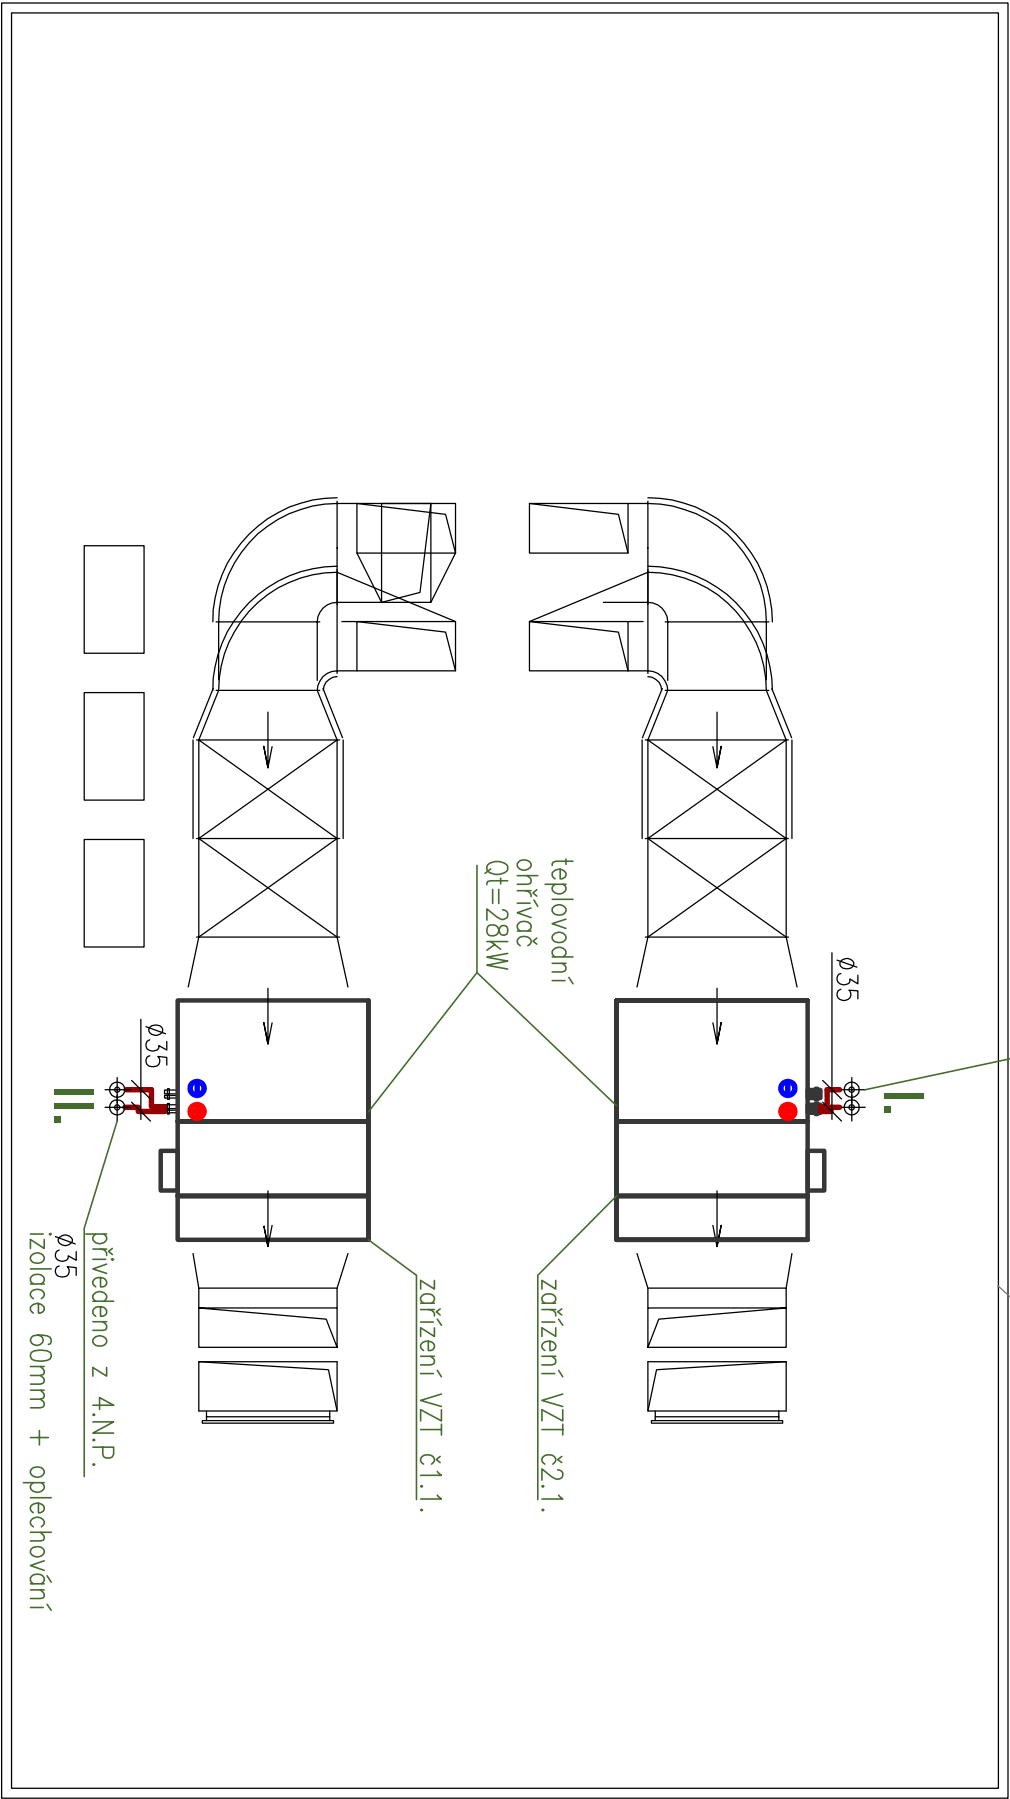 teplovodní
ohřívač
Qt=28kW
Ø35
I.
Ø35
II.
zařízení VZT č2.1.
zařízení VZT č1.1.
přivedeno z 4.N.P.
Ø35
izolace 60mm + oplechování